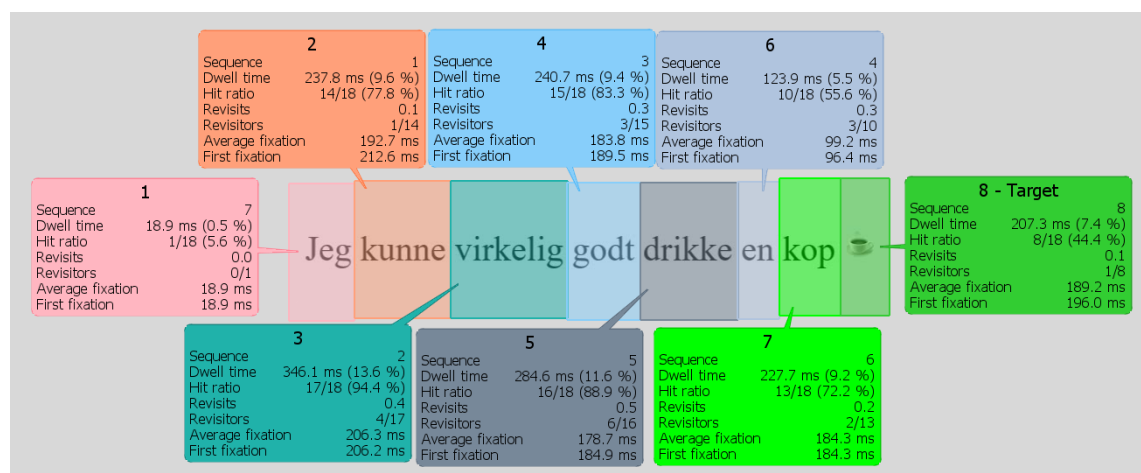 2
Sequence 1
Dwell time 237.8 ms (9.6 %)
Hit ratio 14/18 (77.8 %)
Revisits 0.1
Revisitors 1/14
Average fixation 192.7 ms
First fixation 212.6 ms
4
Sequence 3
Dwell time 240.7 ms (9.4 %)
Hit ratio 15/18 (83.3 %)
Revisits 0.3
Revisitors 3/15
Average fixation 183.8 ms
First fixation 189.5 ms
6
Sequence 4
Dwell time 123.9 ms (5.5 %)
Hit ratio 10/18 (55.6 %)
Revisits 0.3
Revisitors 3/10
Average fixation 99.2 ms
First fixation 96.4 ms
1
Sequence 7
Dwell time 18.9 ms (0.5 %)
Hit ratio 1/18 (5.6 %)
Revisits 0.0
Revisitors 0/1
Average fixation 18.9 ms
First fixation 18.9 ms
Jeg kunne virkelig godt drikke en kop
8 - Target
Sequence 8
Dwell time 207.3 ms (7.4 %)
Hit ratio 8/18 (44.4 %)
Revisits 0.1
Revisitors 1/8
Average fixation 189.2 ms
First fixation 196.0 ms
3
Sequence 2
Dwell time 346.1 ms (13.6 %)
Hit ratio 17/18 (94.4 %)
Revisits 0.4
Revisitors 4/17
Average fixation 206.3 ms
First fixation 206.2 ms
5
Sequence 5
Dwell time 284.6 ms (11.6 %)
Hit ratio 16/18 (88.9 %)
Revisits 0.5
Revisitors 6/16
Average fixation 178.7 ms
First fixation 184.9 ms
7
Sequence 6
Dwell time 227.7 ms (9.2 %)
Hit ratio 13/18 (72.2 %)
Revisits 0.2
Revisitors 2/13
Average fixation 184.3 ms
First fixation 184.3 ms